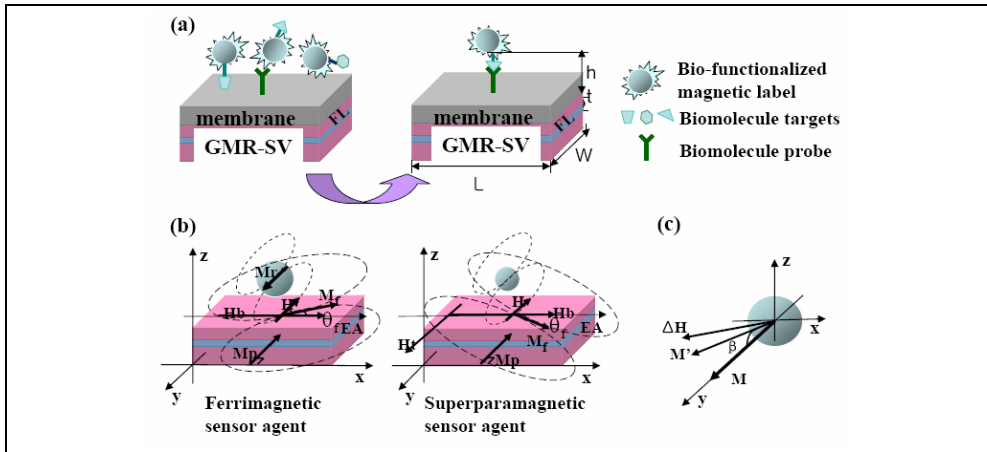 (a)
membrane
FL
GMR-SV
membrane
FL
GMR-SV
h
t
W
L
Bio-functionalized
magnetic label
Biomolecule targets
Biomolecule probe
(b)
z
Mr
H
Mf
Hb
θf
EA
Mp
x
y
Ferrimagnetic
sensor agent
z
H
Hb
θf
EA
Mf
Ht
Mp
x
y
Superparamagnetic
sensor agent
(c)
z
x
ΔH
M'
β
M
y